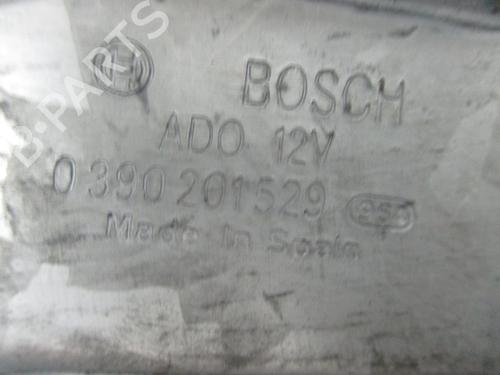 BOSCH
ADO 12V
0 390 201 529
Made in Spain
B-PARTS